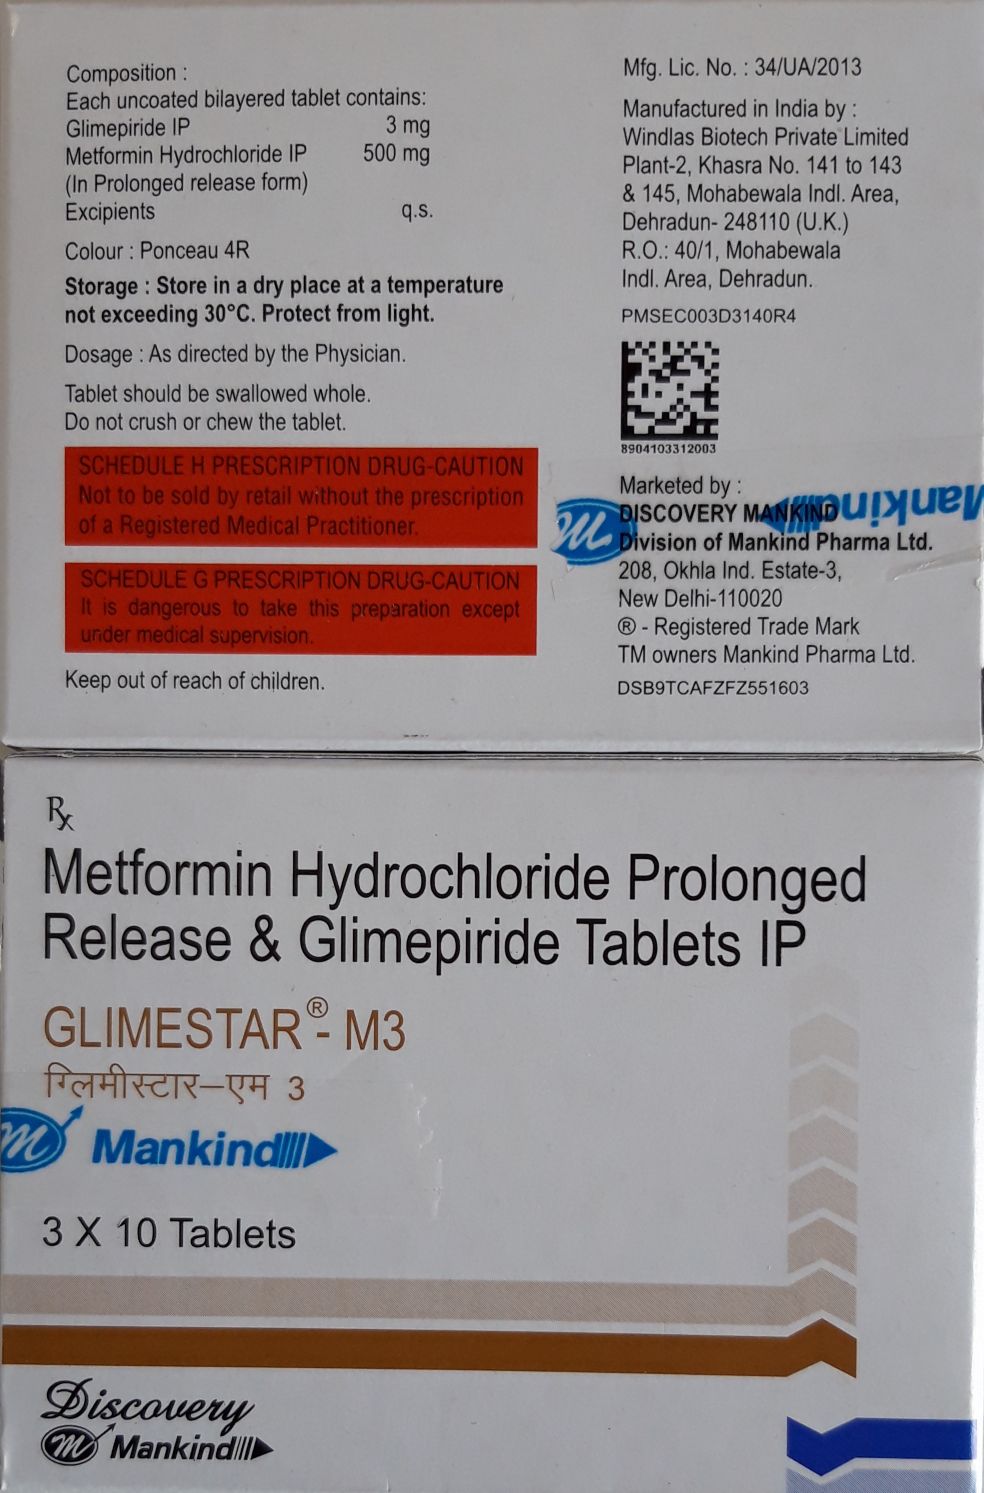 Composition :
Each uncoated bilayered tablet contains:
Glimepiride IP 3 mg
Metformin Hydrochloride IP 500 mg
(In Prolonged release form)
Excipients q.s.
Colour : Ponceau 4R
Storage : Store in a dry place at a temperature
not exceeding 30°C. Protect from light.
Dosage : As directed by the Physician.
Tablet should be swallowed whole.
Do not crush or chew the tablet.
SCHEDULE H PRESCRIPTION DRUG-CAUTION
Not to be sold by retail without the prescription
of a Registered Medical Practitioner.
SCHEDULE G PRESCRIPTION DRUG-CAUTION
It is dangerous to take this preparation except
under medical supervision.
Keep out of reach of children.
Mfg. Lic. No. : 34/UA/2013
Manufactured in India by :
Windlas Biotech Private Limited
Plant-2, Khasra No. 141 to 143
& 145, Mohabewala Indl. Area,
Dehradun- 248110 (U.K.)
R.O.: 40/1, Mohabewala
Indl. Area, Dehradun.
PMSEC003D3140R4
8904103312003
Marketed by :
DISCOVERY MANKIND
Division of Mankind Pharma Ltd.
208, Okhla Ind. Estate-3,
New Delhi-110020
® - Registered Trade Mark
TM owners Mankind Pharma Ltd.
DSB9TCAFZFZ551603
m
Mankind
Rx
Metformin Hydrochloride Prolonged
Release & Glimepiride Tablets IP
GLIMESTAR®- M3
ग्लिमीस्टार–एम 3
m Mankind
3 X 10 Tablets
Discovery
m Mankind